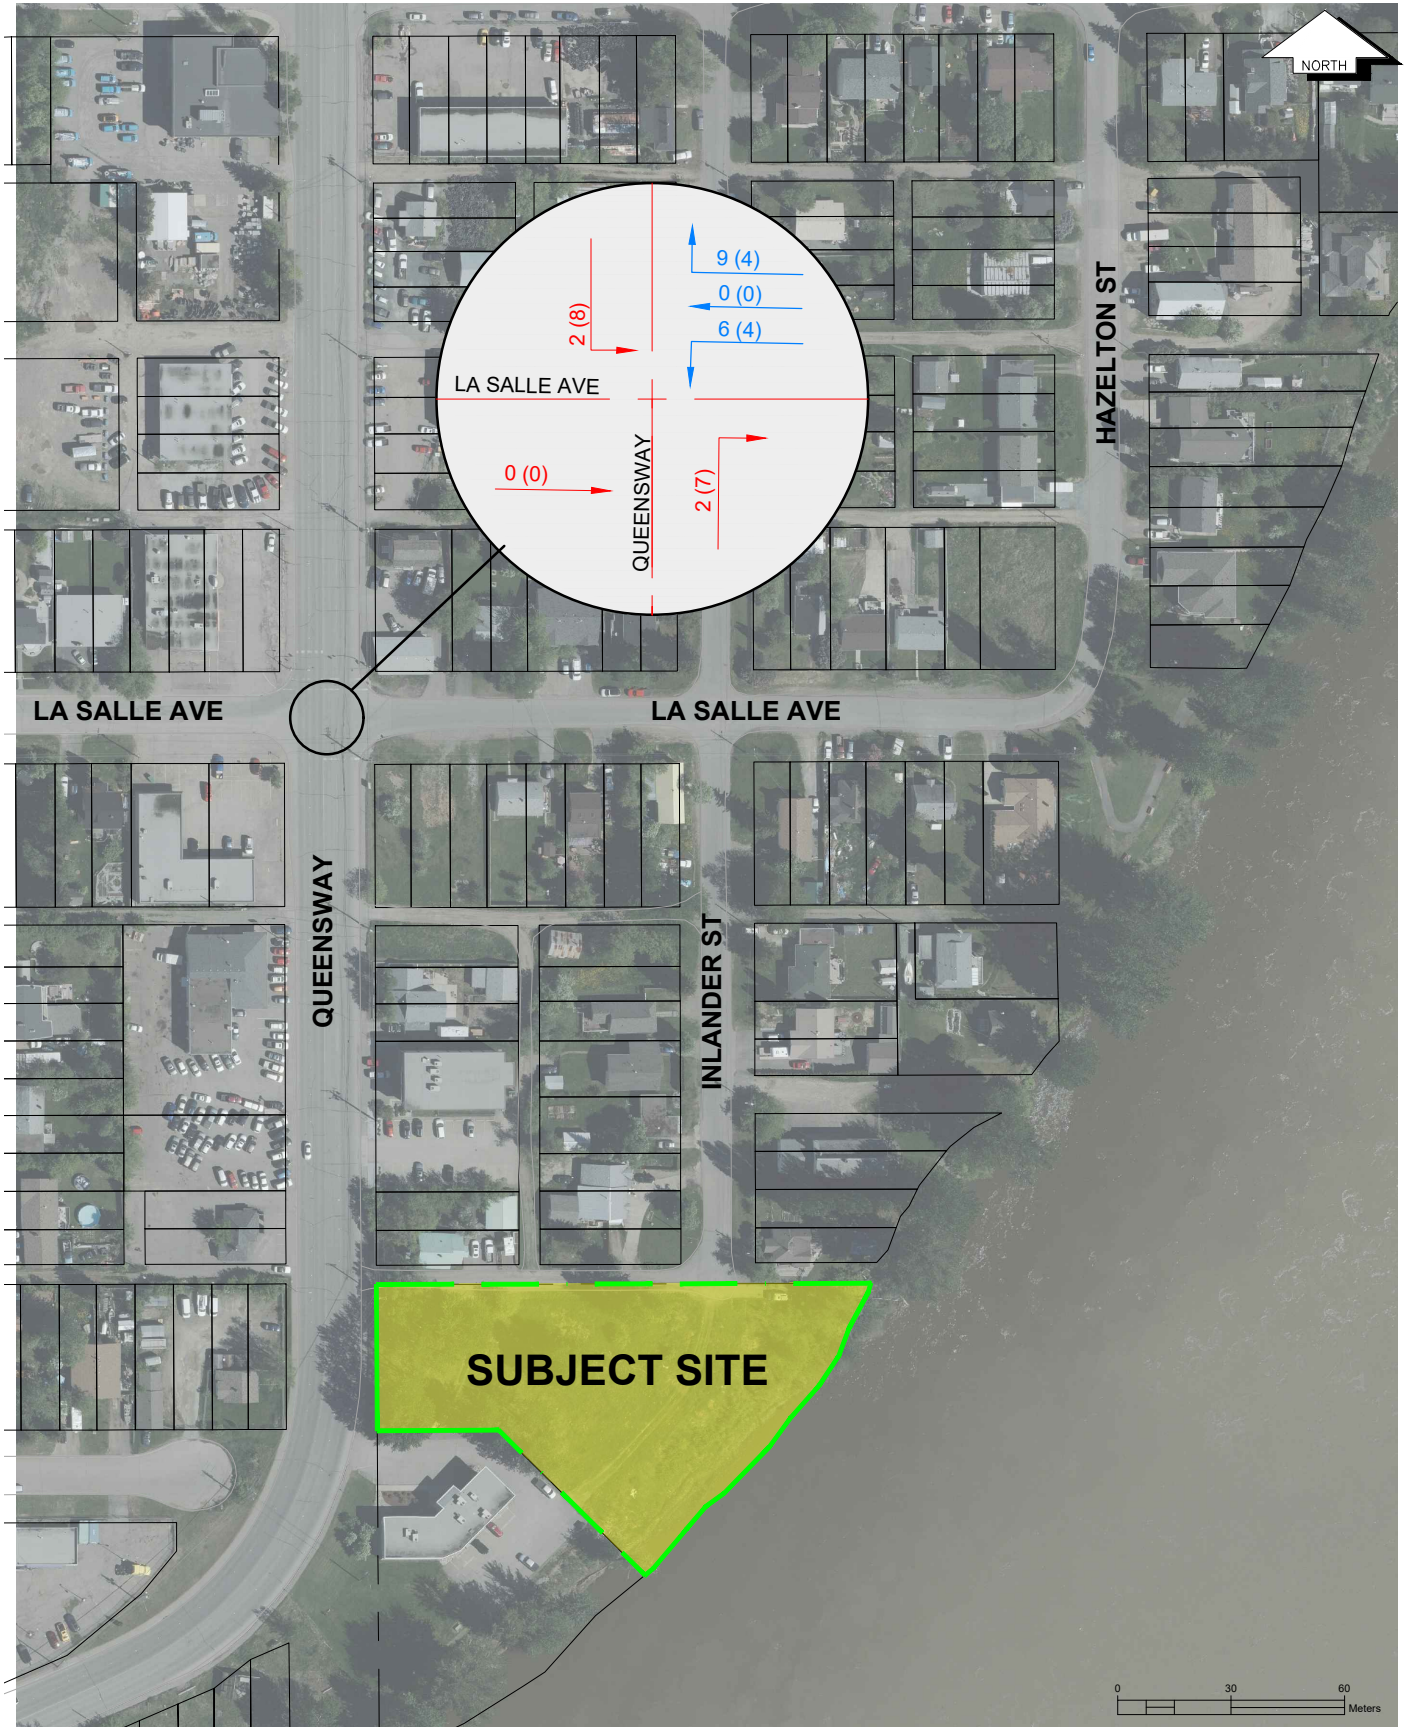 NORTH
9 (4)
0 (0)
6 (4)
2 (8)
LA SALLE AVE
QUEENSWAY
0 (0)
2 (7)
HAZELTON ST
LA SALLE AVE
LA SALLE AVE
QUEENSWAY
INLANDER ST
SUBJECT SITE
0 30 60
Meters